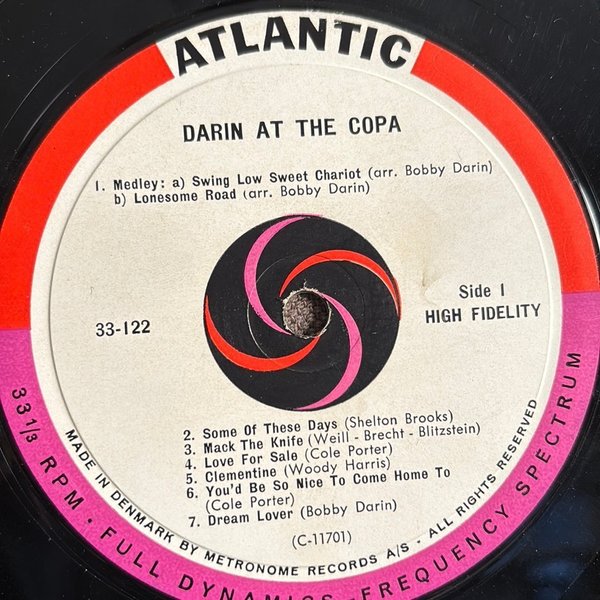 ATLANTIC
DARIN AT THE COPA
1. Medley: a) Swing Low Sweet Chariot (arr. Bobby Darin)
b) Lonesome Road (arr. Bobby Darin)
33-122
Side 1
HIGH FIDELITY
2. Some Of These Days (Shelton Brooks)
3. Mack The Knife (Weill - Brecht - Blitzstein)
4. Love For Sale (Cole Porter)
5. Clementine (Woody Harris)
6. You'd Be So Nice To Come Home To
(Cole Porter)
7. Dream Lover (Bobby Darin)
(C-11701)
MADE IN DENMARK BY METRONOME RECORDS A/S - ALL RIGHTS RESERVED
33 1/3 RPM · FULL DYNAMICS - FREQUENCY SPECTRUM